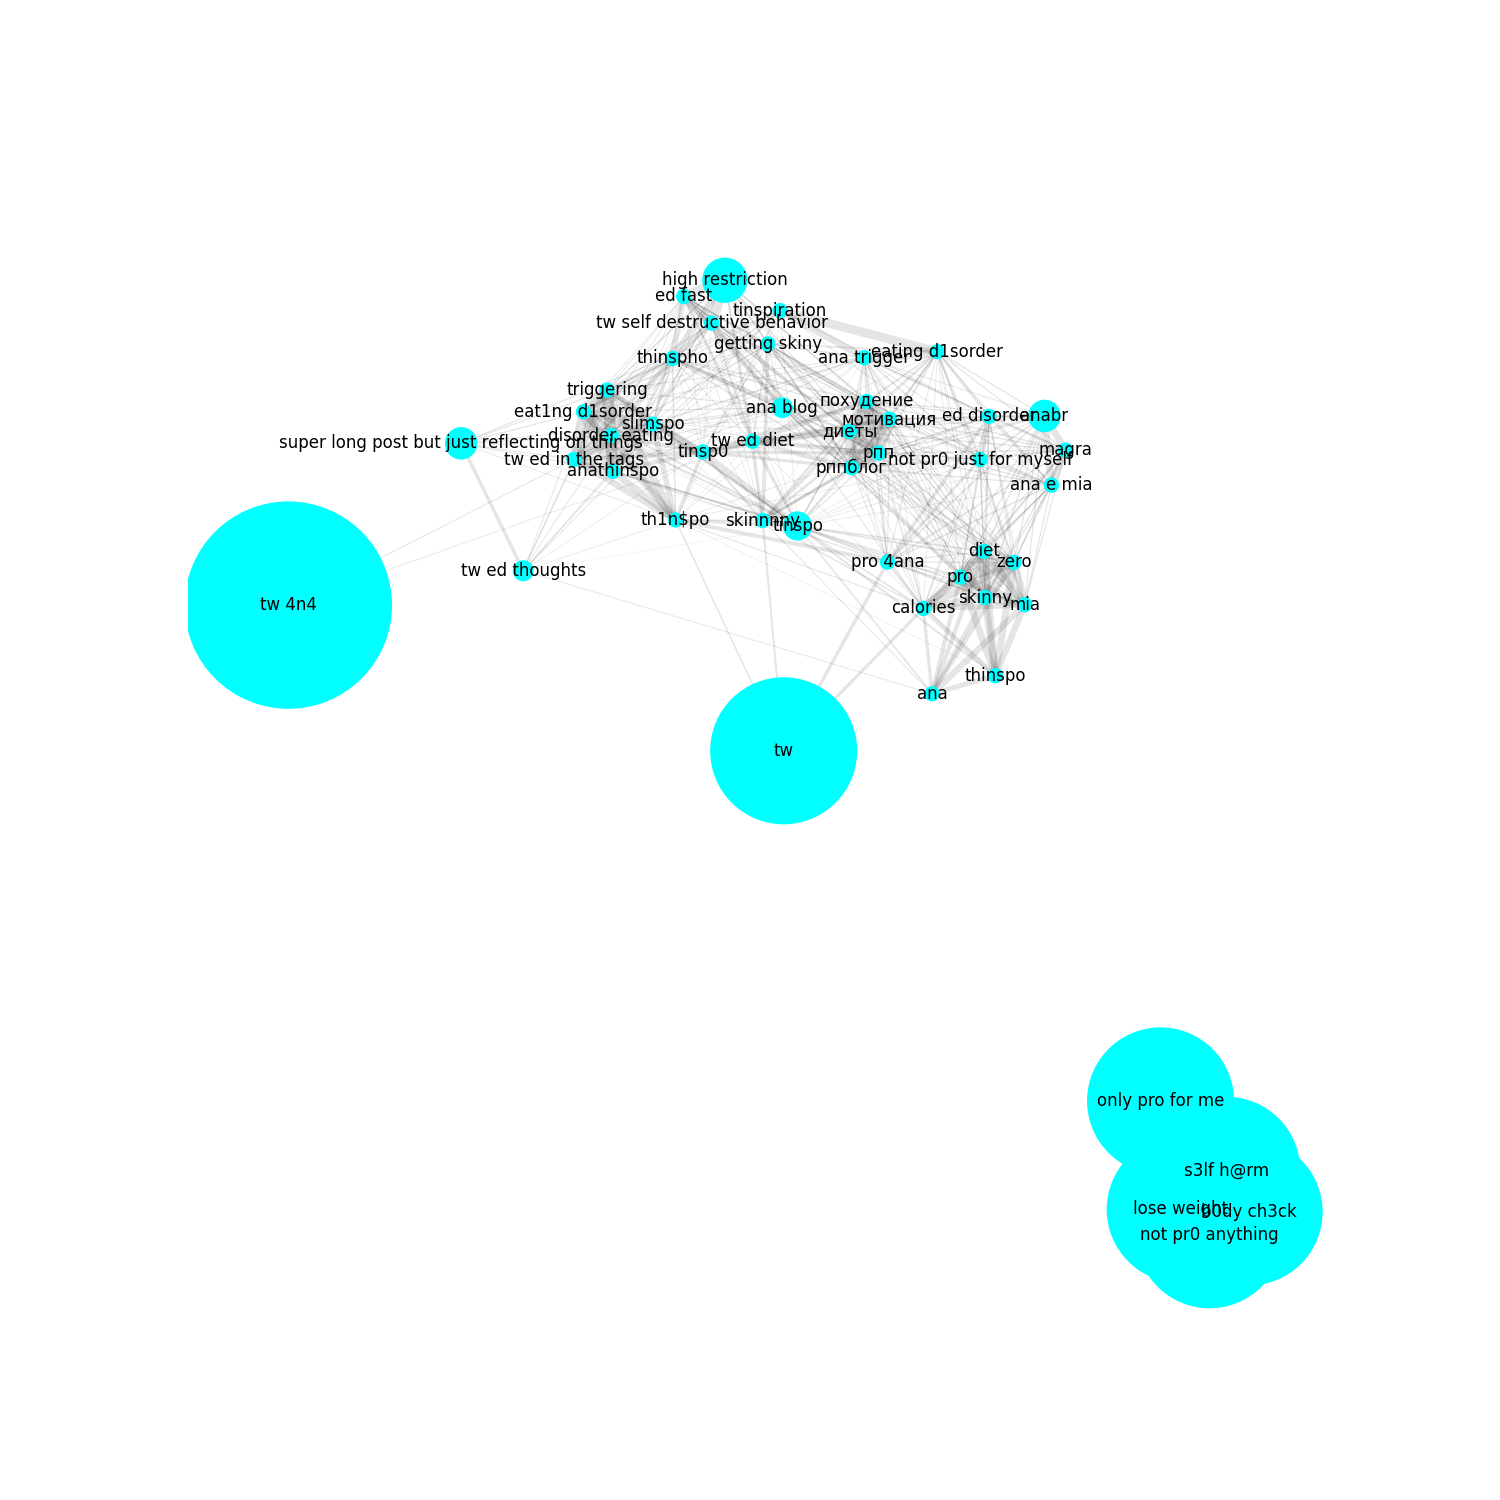 high restriction
ed fast
tinspiration
tw self destructive behavior
getting skiny
eating d1sorder
thinspho
ana trigger
triggering
похудение
ana blog
eat1ng d1sorder
ed disorder
anabr
мотивация
slimspo
диеты
disorder eating
tw ed diet
super long post but just reflecting on things
magra
tinsp0
рпп
tw ed in the tags
not pr0 just for myself
рппблог
anathinspo
ana e mia
th1n$po
skinnnny
tinspo
diet
pro 4ana
zero
tw ed thoughts
pro
skinny
tw 4n4
mia
calories
thinspo
ana
tw
only pro for me
s3lf h@rm
lose weight
b0dy ch3ck
not pr0 anything